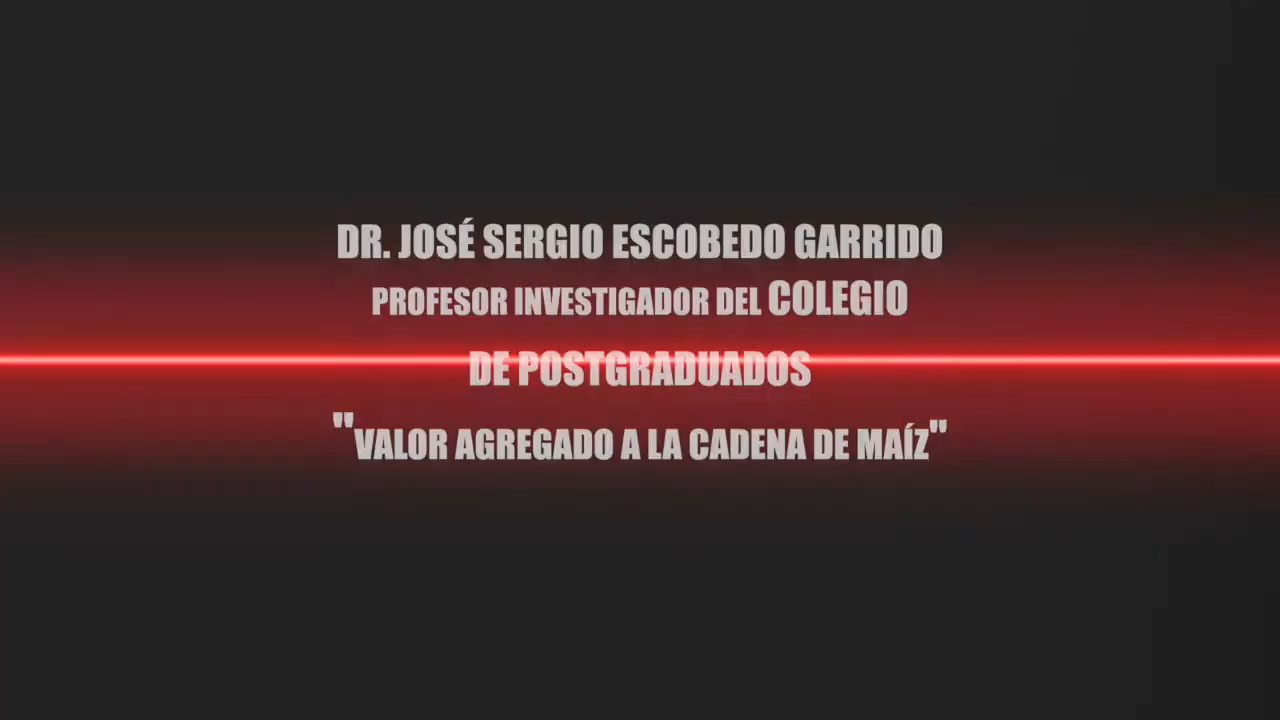 DR. JOSÉ SERGIO ESCOBEDO GARRIDO
PROFESOR INVESTIGADOR DEL COLEGIO
DE POSTGRADUADOS
"VALOR AGREGADO A LA CADENA DE MAÍZ"